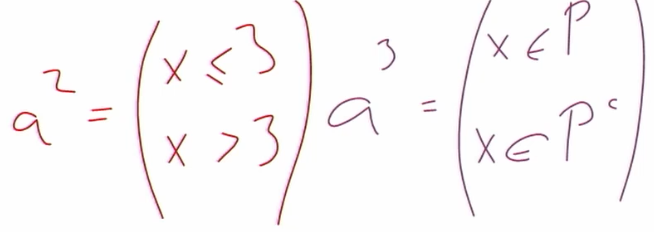 a² = ( x ≤ 3
x > 3 ) a³ = ( x ∈ P
x ∈ Pᶜ )